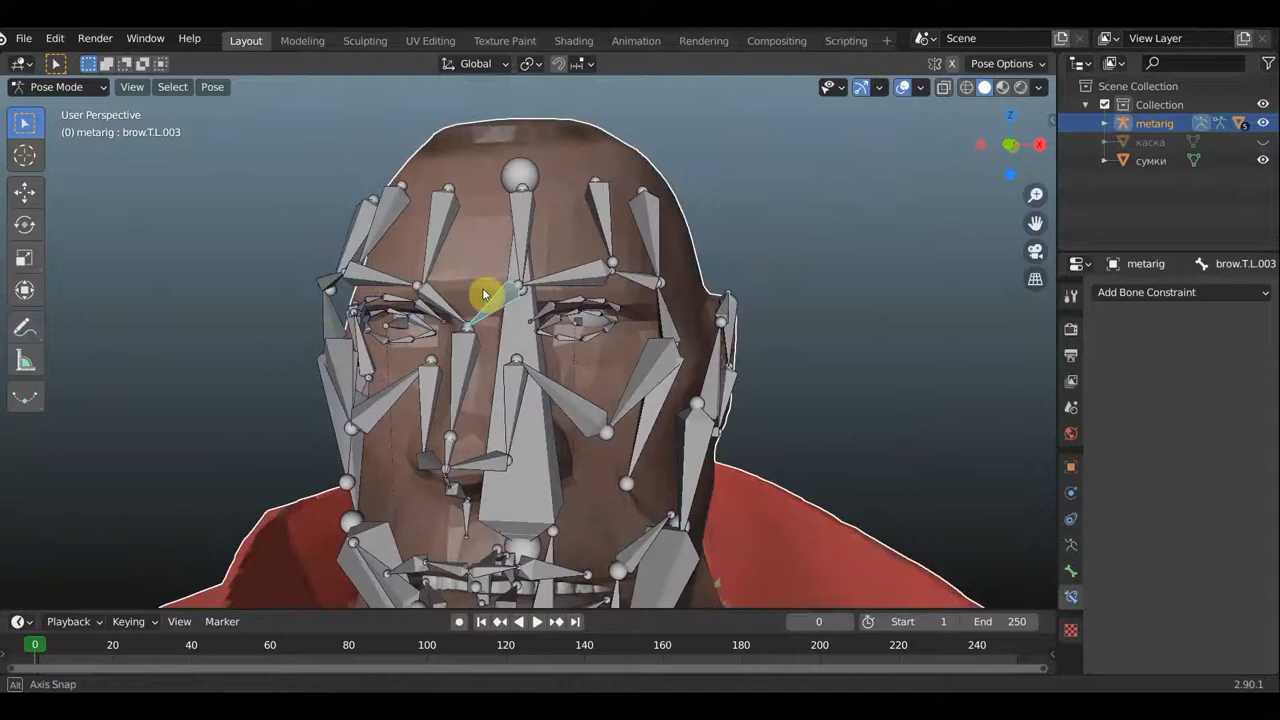 File Edit Render Window Help
Layout Modeling Sculpting UV Editing Texture Paint Shading Animation Rendering Compositing Scripting + Scene View Layer
Global X Pose Options
Pose Mode View Select Pose
User Perspective
(0) metarig : brow.T.L.003
Z
X
Scene Collection
Collection
metarig 5
каска
сумки
metarig brow.T.L.003
Add Bone Constraint
Playback Keying View Marker 0 Start 1 End 250
0 20 40 60 80 100 120 140 160 180 200 220 240
Alt Axis Snap 2.90.1